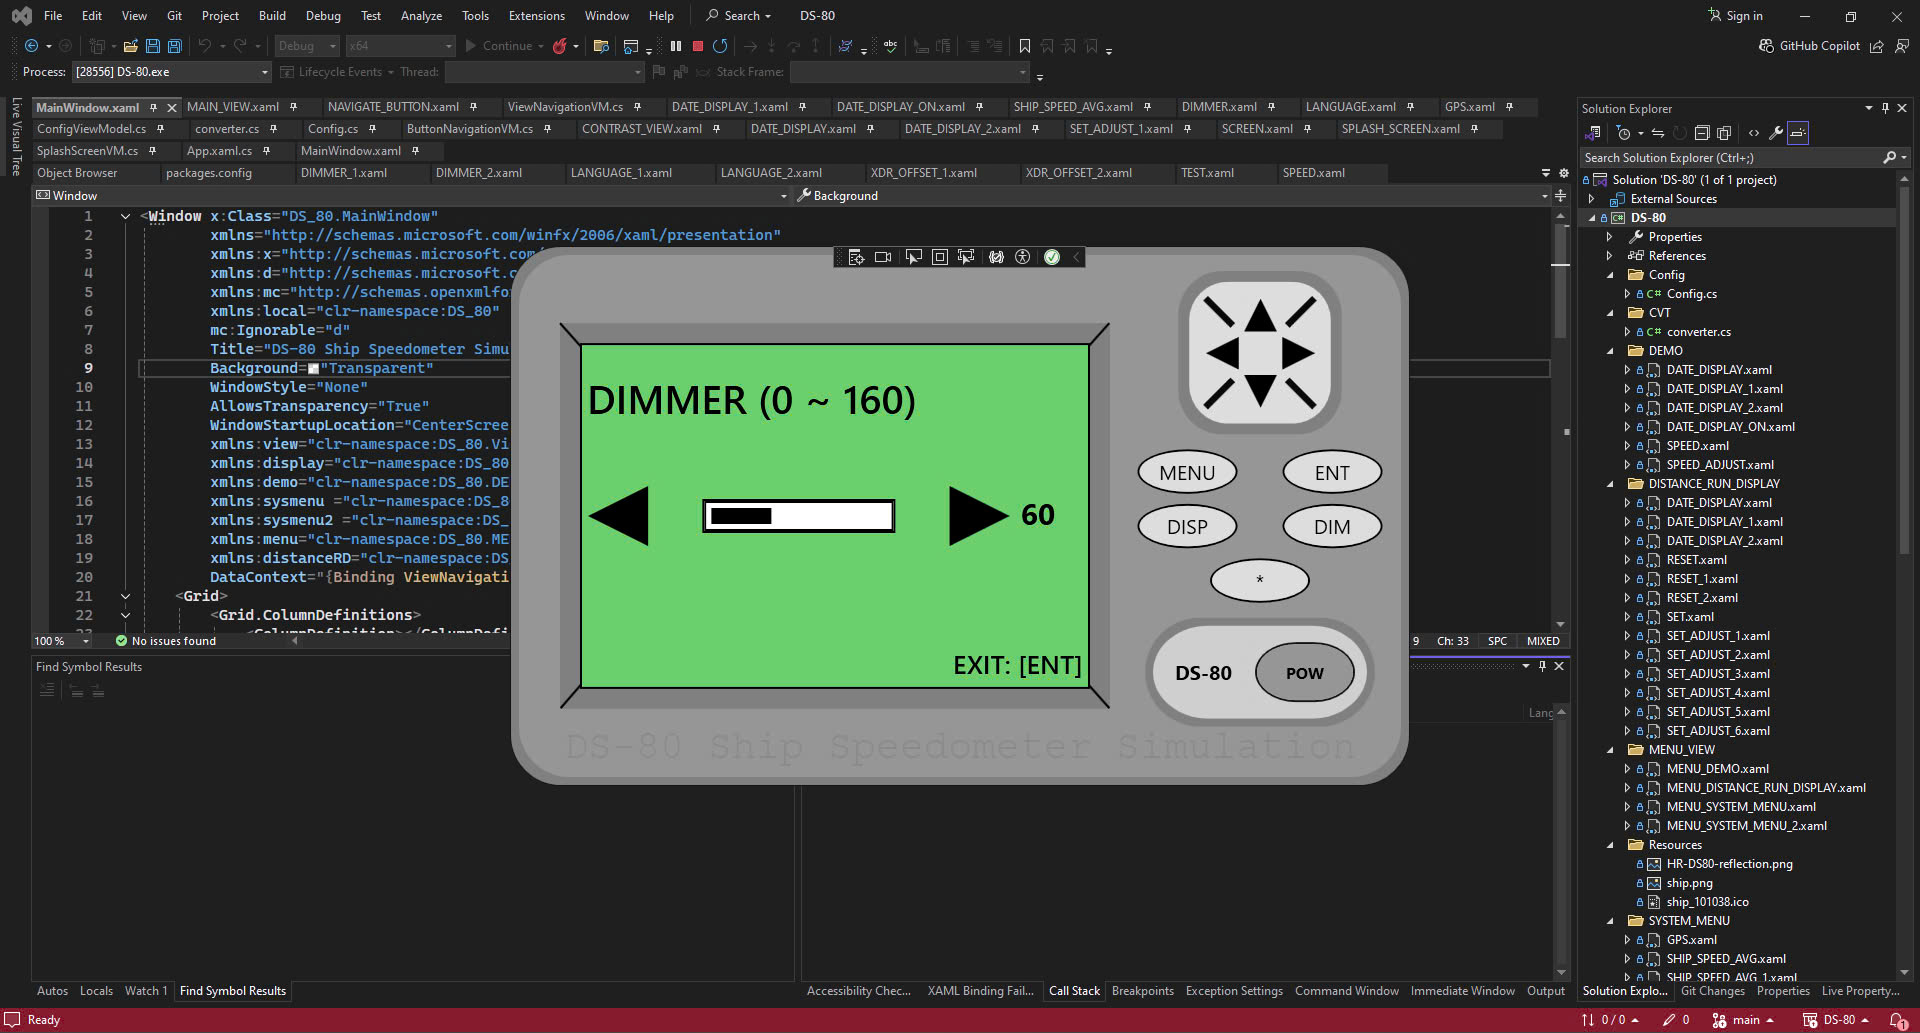 File Edit View Git Project Build Debug Test Analyze Tools Extensions Window Help Search DS-80 Sign in
Debug x64 Continue GitHub Copilot
Process: [28556] DS-80.exe Lifecycle Events Thread: Stack Frame:
Live Visual Tree
MainWindow.xaml MAIN_VIEW.xaml NAVIGATE_BUTTON.xaml ViewNavigationVM.cs DATE_DISPLAY_1.xaml DATE_DISPLAY_ON.xaml SHIP_SPEED_AVG.xaml DIMMER.xaml LANGUAGE.xaml GPS.xaml
ConfigViewModel.cs converter.cs Config.cs ButtonNavigationVM.cs CONTRAST_VIEW.xaml DATE_DISPLAY.xaml DATE_DISPLAY_2.xaml SET_ADJUST_1.xaml SCREEN.xaml SPLASH_SCREEN.xaml
SplashScreenVM.cs App.xaml.cs MainWindow.xaml
Object Browser packages.config DIMMER_1.xaml DIMMER_2.xaml LANGUAGE_1.xaml LANGUAGE_2.xaml XDR_OFFSET_1.xaml XDR_OFFSET_2.xaml TEST.xaml SPEED.xaml
Window Background
1 <Window x:Class="DS_80.MainWindow"
2 xmlns="http://schemas.microsoft.com/winfx/2006/xaml/presentation"
3 xmlns:x="http://schemas.microsoft.com/
4 xmlns:d="http://schemas.microsoft.c
5 xmlns:mc="http://schemas.openxmlfo
6 xmlns:local="clr-namespace:DS_80"
7 mc:Ignorable="d"
8 Title="DS-80 Ship Speedometer Simu
9 Background="Transparent"
10 WindowStyle="None"
11 AllowsTransparency="True"
12 WindowStartupLocation="CenterScree
13 xmlns:view="clr-namespace:DS_80.Vi
14 xmlns:display="clr-namespace:DS_80
15 xmlns:demo="clr-namespace:DS_80.DE
16 xmlns:sysmenu ="clr-namespace:DS_8
17 xmlns:sysmenu2 ="clr-namespace:DS_
18 xmlns:menu="clr-namespace:DS_80.ME
19 xmlns:distanceRD="clr-namespace:DS
20 DataContext="{Binding ViewNavigati
21 <Grid>
22 <Grid.ColumnDefinitions>
23 <ColumnDefinition></ColumnDefi
100 % No issues found
9 Ch: 33 SPC MIXED
DIMMER (0 ~ 160)
60
EXIT: [ENT]
MENU ENT
DISP DIM
*
DS-80 POW
DS-80 Ship Speedometer Simulation
Find Symbol Results
Lang
Autos Locals Watch 1 Find Symbol Results
Accessibility Chec... XAML Binding Fail... Call Stack Breakpoints Exception Settings Command Window Immediate Window Output
Solution Explorer
Search Solution Explorer (Ctrl+;)
Solution 'DS-80' (1 of 1 project)
External Sources
DS-80
Properties
References
Config
C# Config.cs
CVT
C# converter.cs
DEMO
DATE_DISPLAY.xaml
DATE_DISPLAY_1.xaml
DATE_DISPLAY_2.xaml
DATE_DISPLAY_ON.xaml
SPEED.xaml
SPEED_ADJUST.xaml
DISTANCE_RUN_DISPLAY
DATE_DISPLAY.xaml
DATE_DISPLAY_1.xaml
DATE_DISPLAY_2.xaml
RESET.xaml
RESET_1.xaml
RESET_2.xaml
SET.xaml
SET_ADJUST_1.xaml
SET_ADJUST_2.xaml
SET_ADJUST_3.xaml
SET_ADJUST_4.xaml
SET_ADJUST_5.xaml
SET_ADJUST_6.xaml
MENU_VIEW
MENU_DEMO.xaml
MENU_DISTANCE_RUN_DISPLAY.xaml
MENU_SYSTEM_MENU.xaml
MENU_SYSTEM_MENU_2.xaml
Resources
HR-DS80-reflection.png
ship.png
ship_101038.ico
SYSTEM_MENU
GPS.xaml
SHIP_SPEED_AVG.xaml
SHIP_SPEED_AVG_1.xaml
Solution Explo... Git Changes Properties Live Property...
Ready 0 / 0 0 main DS-80 1